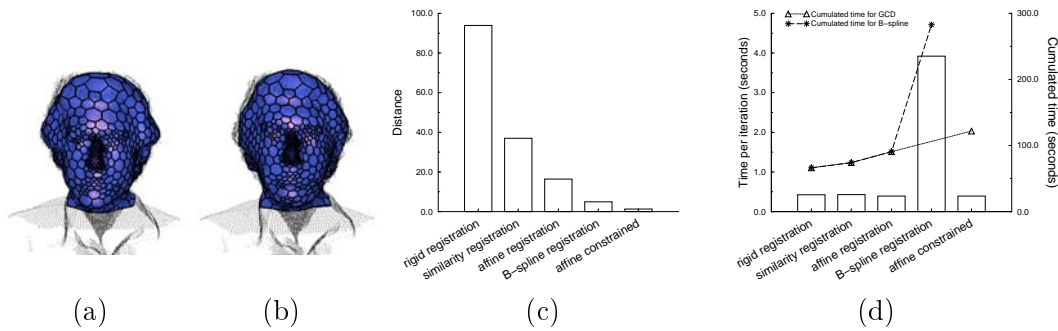 100.0
80.0
60.0
40.0
20.0
0.0
Distance
rigid registration
similarity registration
affine registration
B–spline registration
affine constrained
5.0
4.0
3.0
2.0
1.0
0.0
Time per iteration (seconds)
Cumulated time for GCD
Cumulated time for B–spline
300.0
200.0
100.0
0.0
Cumulated time (seconds)
rigid registration
similarity registration
affine registration
B–spline registration
affine constrained
(a)
(b)
(c)
(d)